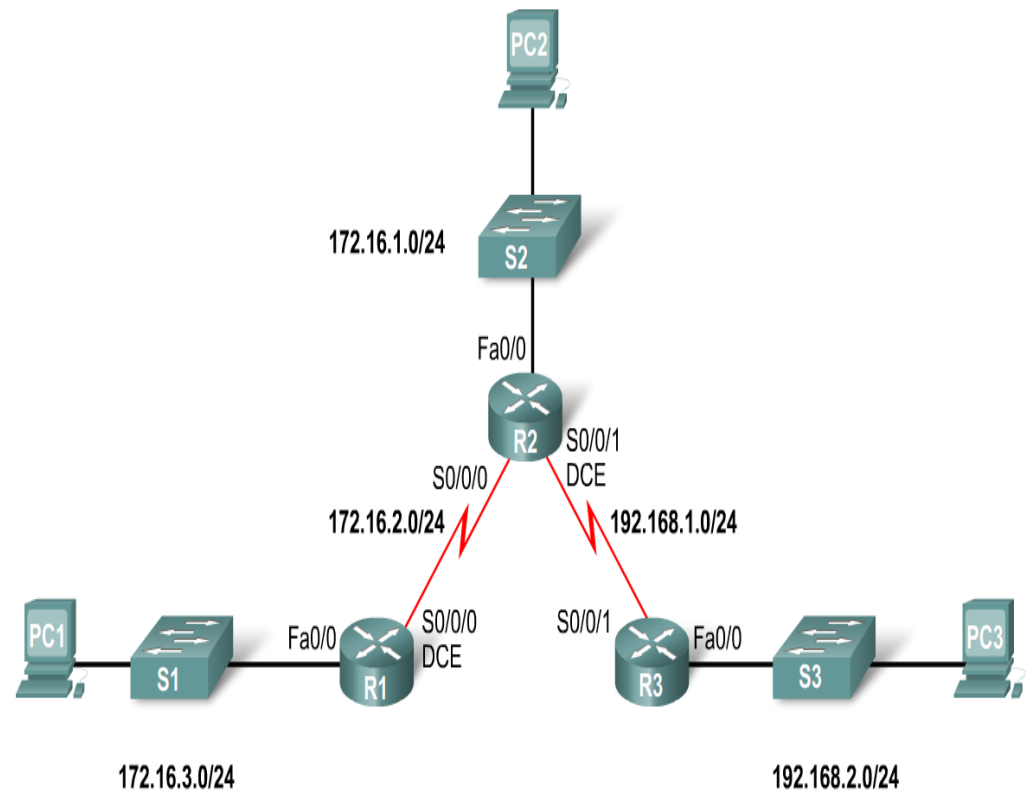 PC2
172.16.1.0/24
S2
Fa0/0
R2
S0/0/1
DCE
S0/0/0
172.16.2.0/24
192.168.1.0/24
PC1
S1
Fa0/0
R1
S0/0/0
DCE
S0/0/1
R3
Fa0/0
S3
PC3
172.16.3.0/24
192.168.2.0/24